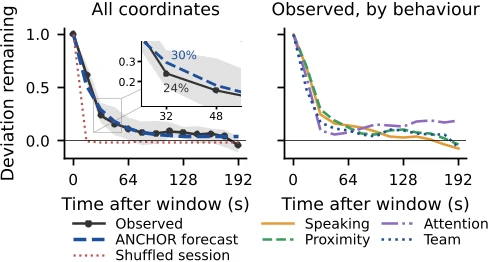 All coordinates
Observed, by behaviour
Deviation remaining
1.0
0.5
0.0
0.3
0.2
30%
24%
32 48
0 64 128 192
0 64 128 192
Time after window (s)
Time after window (s)
Observed
ANCHOR forecast
Shuffled session
Speaking
Proximity
Attention
Team